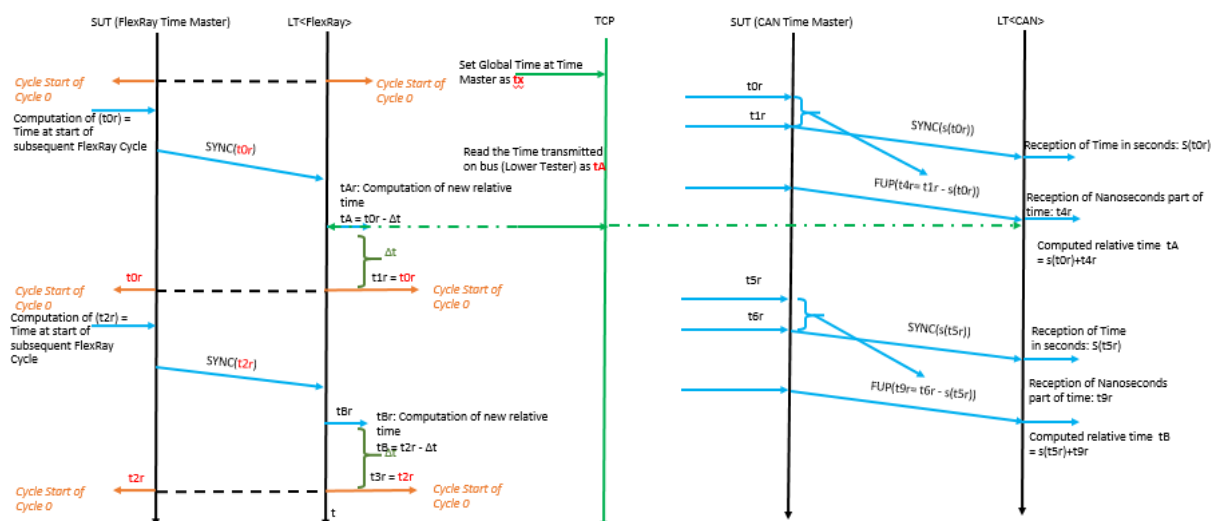 SUT (FlexRay Time Master)
LT<FlexRay>
TCP
SUT (CAN Time Master)
LT<CAN>
Cycle Start of
Cycle 0
Cycle Start of
Cycle 0
Set Global Time at Time
Master as tx
Computation of (t0r) =
Time at start of
subsequent FlexRay Cycle
SYNC(t0r)
Read the Time transmitted
on bus (Lower Tester) as tA
t0r
t1r
SYNC(s(t0r))
Reception of Time in seconds: S(t0r)
FUP(t4r= t1r - s(t0r))
Reception of Nanoseconds part of
time: t4r
tAr: Computation of new relative
time
tA = t0r - Δt
Δt
Computed relative time tA
= s(t0r)+t4r
t0r
t1r = t0r
Cycle Start of
Cycle 0
Cycle Start of
Cycle 0
Computation of (t2r) =
Time at start of
subsequent FlexRay
Cycle
SYNC(t2r)
t5r
t6r
SYNC(s(t5r))
Reception of Time
in seconds: S(t5r)
FUP(t9r= t6r - s(t5r))
Reception of Nanoseconds
part of time: t9r
tBr
tBr: Computation of new relative
time
tB = t2r - Δt
Δt
Computed relative time tB
= s(t5r)+t9r
t2r
t3r = t2r
Cycle Start of
Cycle 0
Cycle Start of
Cycle 0
t